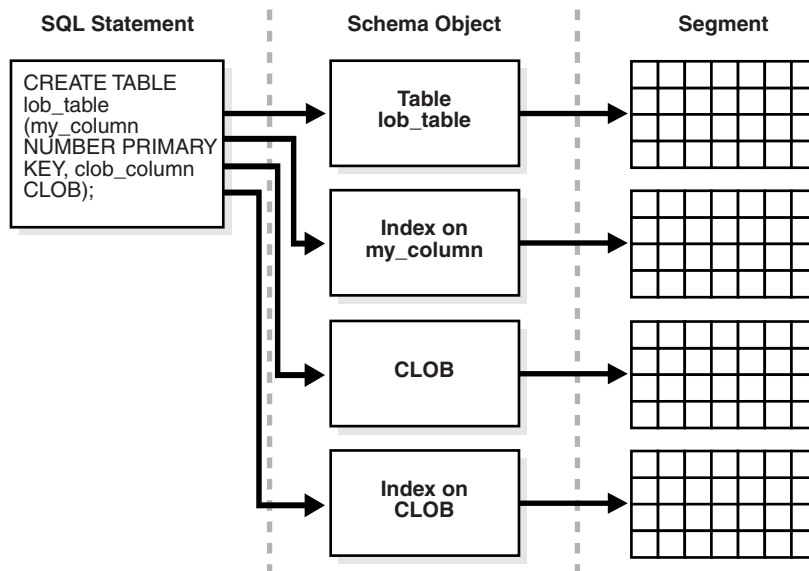 SQL Statement
Schema Object
Segment
CREATE TABLE
lob_table
(my_column
NUMBER PRIMARY
KEY, clob_column
CLOB);
Table
lob_table
Index on
my_column
CLOB
Index on
CLOB